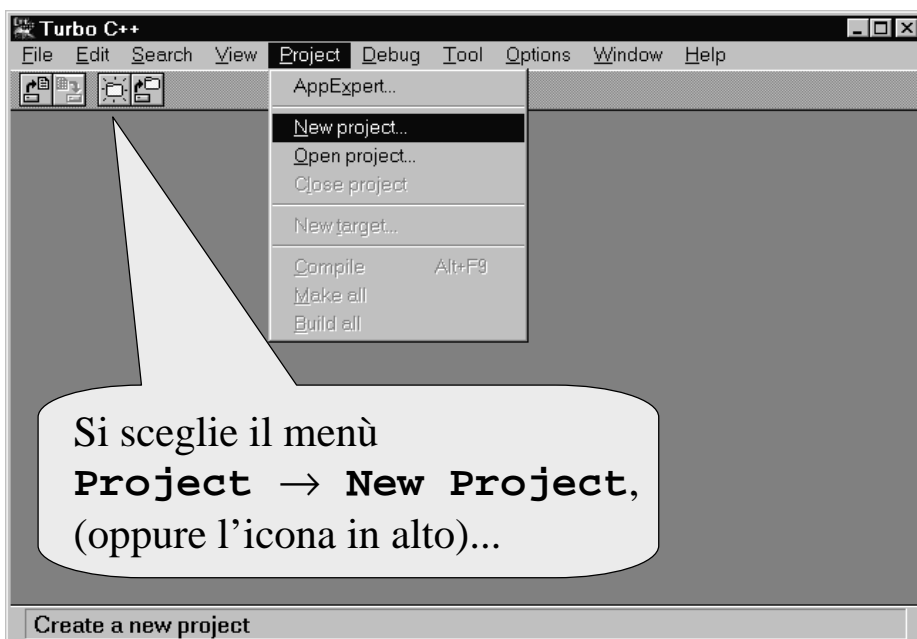 Turbo C++
File Edit Search View Project Debug Tool Options Window Help
AppExpert...
New project...
Open project...
Close project
New target...
Compile Alt+F9
Make all
Build all
Si sceglie il menù
Project → New Project,
(oppure l'icona in alto)...
Create a new project